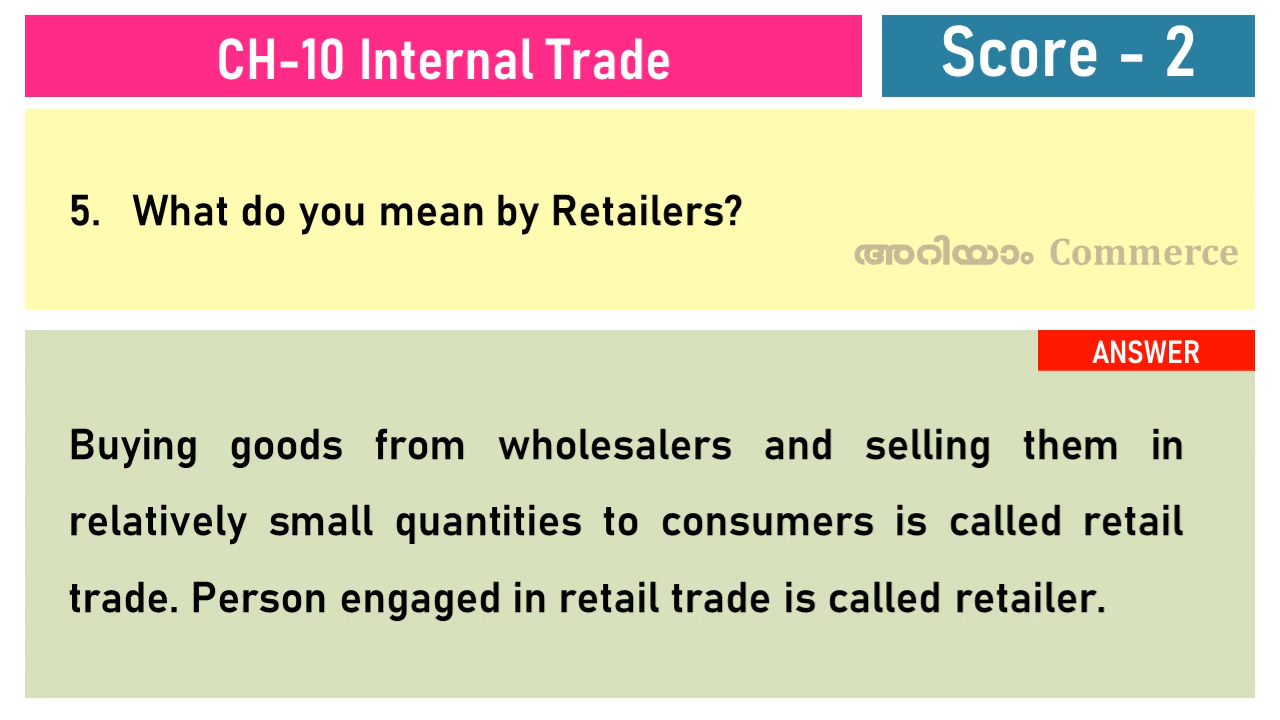 CH-10 Internal Trade
Score - 2
5. What do you mean by Retailers?
അറിയാം Commerce
ANSWER
Buying goods from wholesalers and selling them in
relatively small quantities to consumers is called retail
trade. Person engaged in retail trade is called retailer.